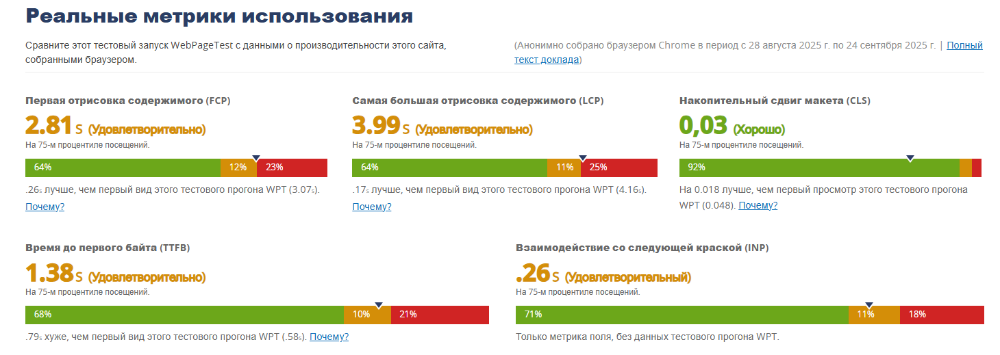 Реальные метрики использования
Сравните этот тестовый запуск WebPageTest с данными о производительности этого сайта,
собранными браузером.
(Анонимно собрано браузером Chrome в период с 28 августа 2025 г. по 24 сентября 2025 г. | Полный
текст доклада)
Первая отрисовка содержимого (FCP)
2.81 S (Удовлетворительно)
На 75-м процентиле посещений.
64% 12% 23%
.26s лучше, чем первый вид этого тестового прогона WPT (3.07s).
Почему?
Самая большая отрисовка содержимого (LCP)
3.99 S (Удовлетворительно)
На 75-м процентиле посещений.
64% 11% 25%
.17s лучше, чем первый вид этого тестового прогона WPT (4.16s).
Почему?
Накопительный сдвиг макета (CLS)
0,03 (Хорошо)
На 75-м процентиле посещений.
92%
На 0.018 лучше, чем первый просмотр этого тестового прогона
WPT (0.048). Почему?
Время до первого байта (TTFB)
1.38 S (Удовлетворительно)
На 75-м процентиле посещений.
68% 10% 21%
.79s хуже, чем первый вид этого тестового прогона WPT (.58s). Почему?
Взаимодействие со следующей краской (INP)
.26 S (Удовлетворительный)
На 75-м процентиле посещений.
71% 11% 18%
Только метрика поля, без данных тестового прогона WPT.